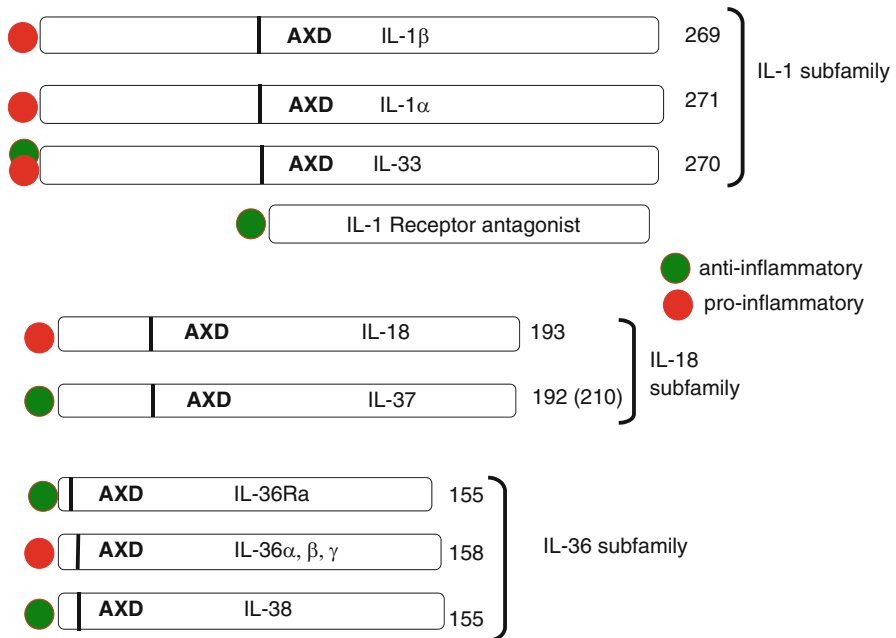 AXD IL-1β 269
IL-1 subfamily
AXD IL-1α 271
AXD IL-33 270
IL-1 Receptor antagonist
anti-inflammatory
pro-inflammatory
AXD IL-18 193
IL-18
subfamily
AXD IL-37 192 (210)
AXD IL-36Ra 155
AXD IL-36α, β, γ 158
IL-36 subfamily
AXD IL-38 155